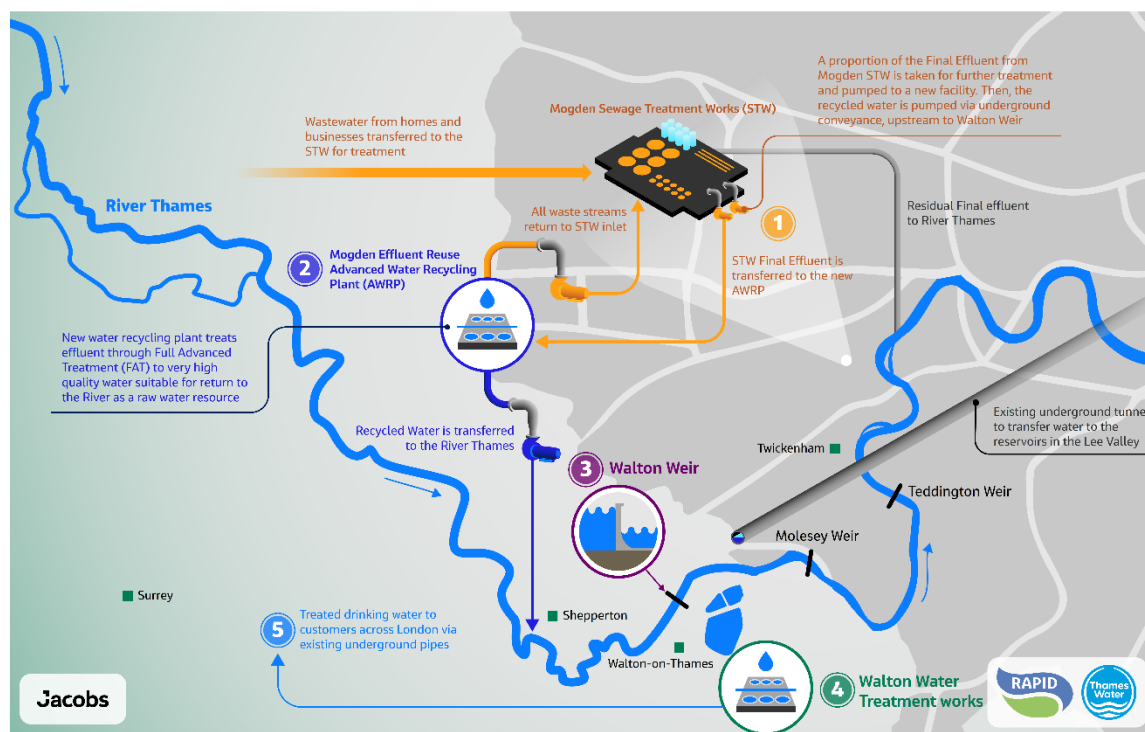 A proportion of the Final Effluent from
Mogden STW is taken for further treatment
and pumped to a new facility. Then, the
recycled water is pumped via underground
conveyance, upstream to Walton Weir
Mogden Sewage Treatment Works (STW)
Wastewater from homes and
businesses transferred to the
STW for treatment
River Thames
All waste streams
return to STW inlet
1
STW Final Effluent is
transferred to the new
AWRP
Residual Final effluent
to River Thames
2
Mogden Effluent Reuse
Advanced Water Recycling
Plant (AWRP)
New water recycling plant treats
effluent through Full Advanced
Treatment (FAT) to very high
quality water suitable for return to
the River as a raw water resource
Recycled Water is transferred
to the River Thames
Existing underground tunne
to transfer water to the
reservoirs in the Lee Valley
Twickenham
3
Walton Weir
Teddington Weir
Molesey Weir
Surrey
Shepperton
5
Treated drinking water to
customers across London via
existing underground pipes
Walton-on-Thames
4
Walton Water
Treatment works
Jacobs
RAPID
Thames
Water